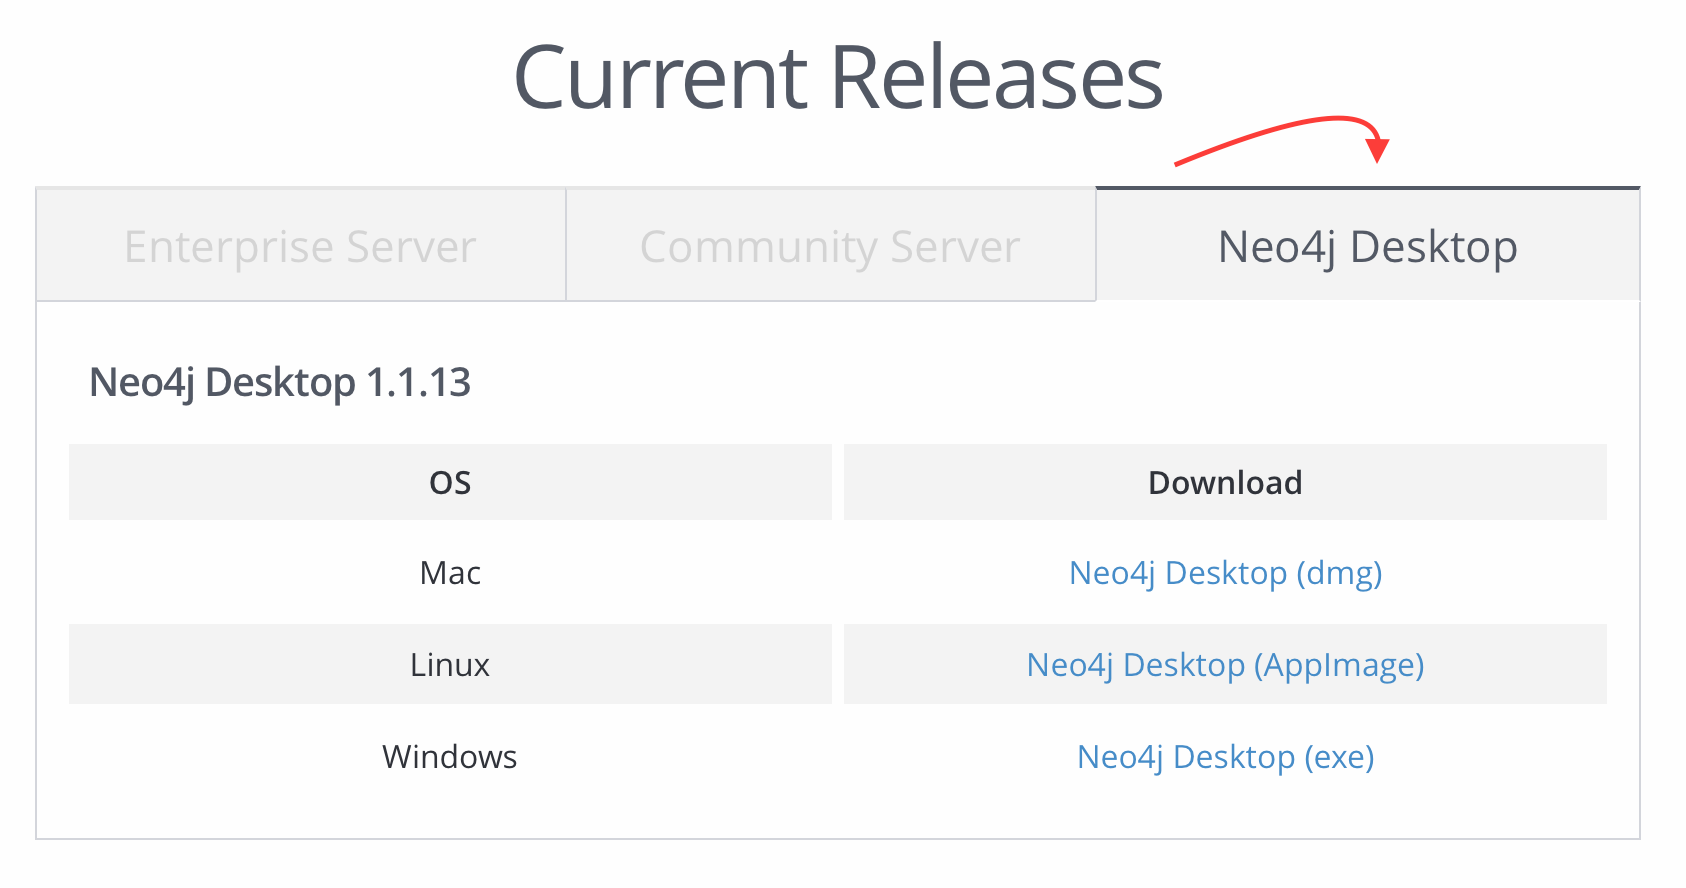 Current Releases
Enterprise Server
Community Server
Neo4j Desktop
Neo4j Desktop 1.1.13
OS
Download
Mac
Neo4j Desktop (dmg)
Linux
Neo4j Desktop (AppImage)
Windows
Neo4j Desktop (exe)